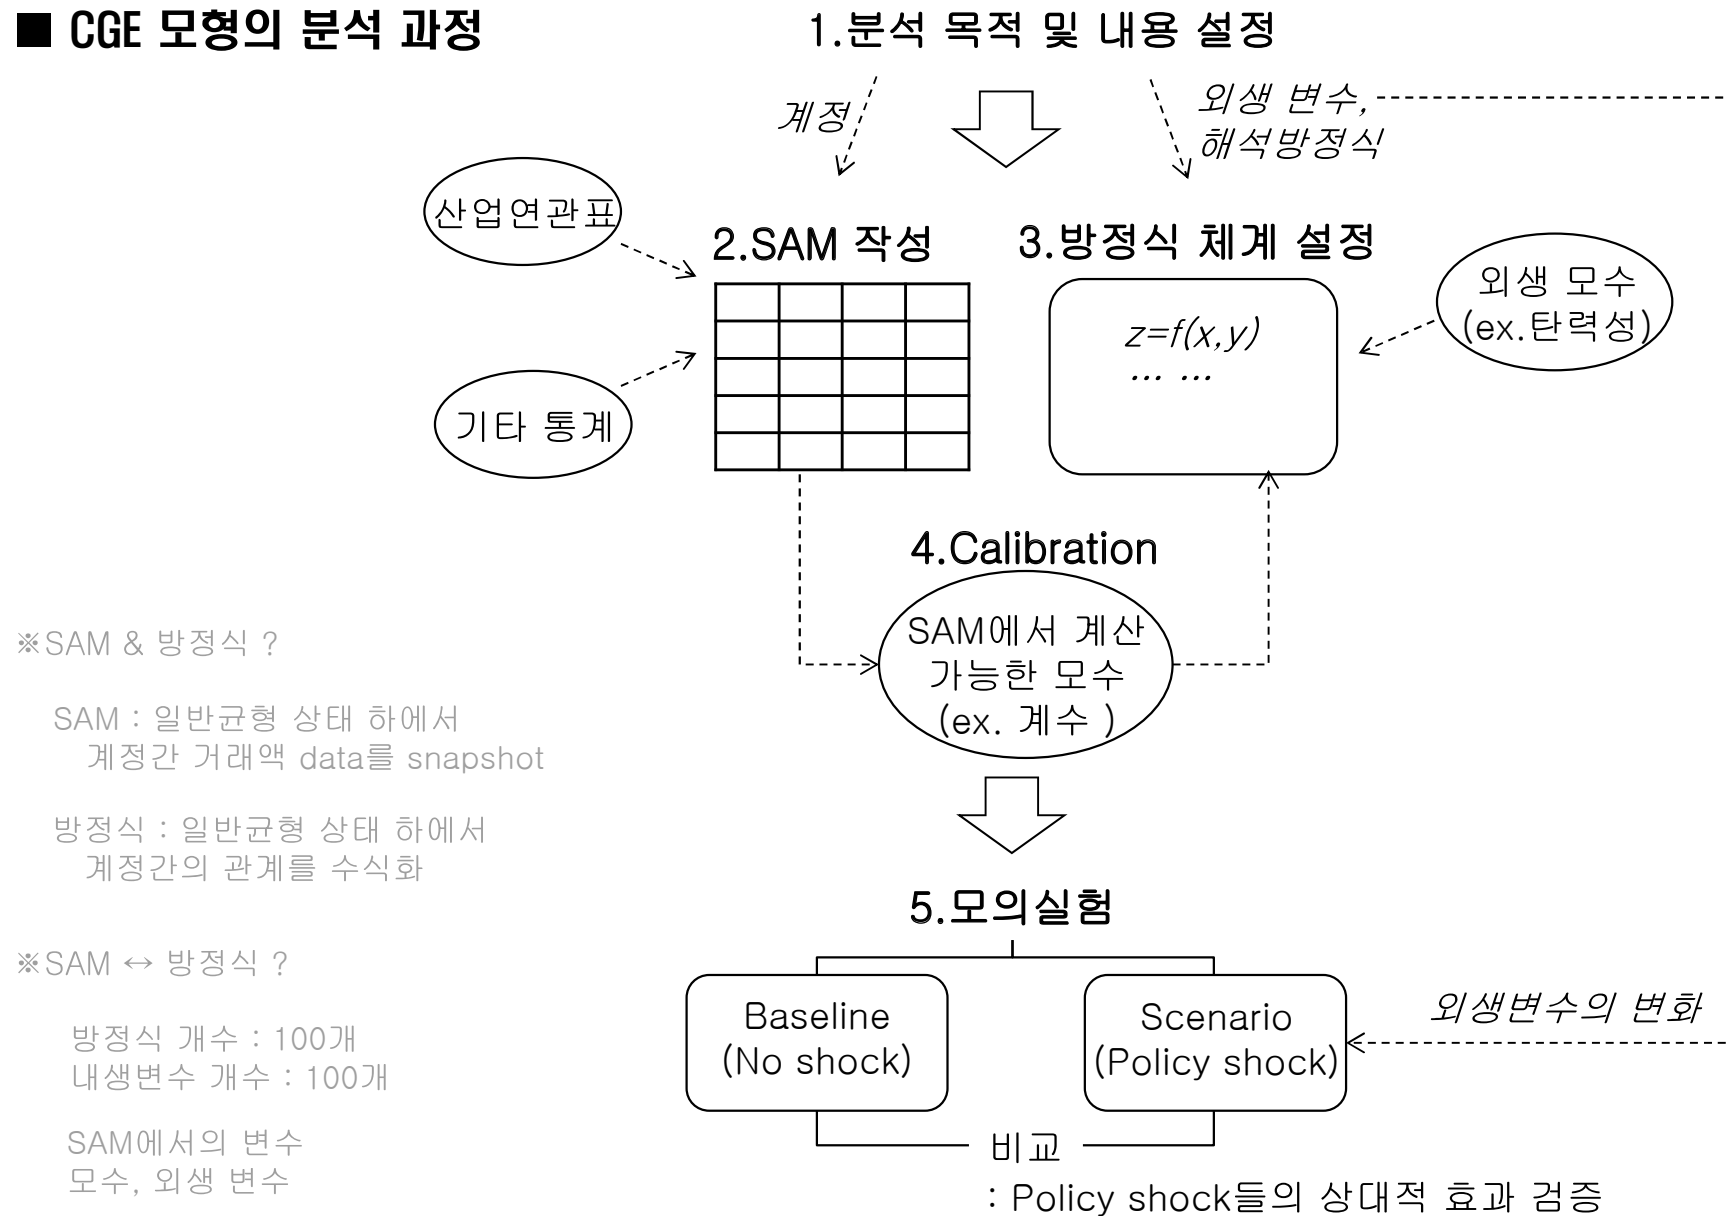 ■ CGE 모형의 분석 과정
1.분석 목적 및 내용 설정
계정
외생 변수,
해석방정식
산업연관표
2.SAM 작성
3.방정식 체계 설정
외생 모수
(ex.탄력성)
z=f(x,y)
... ...
기타 통계
4.Calibration
SAM에서 계산
가능한 모수
(ex. 계수 )
※SAM & 방정식 ?
SAM : 일반균형 상태 하에서
계정간 거래액 data를 snapshot
방정식 : 일반균형 상태 하에서
계정간의 관계를 수식화
5.모의실험
※SAM ↔ 방정식 ?
Baseline
(No shock)
Scenario
(Policy shock)
외생변수의 변화
방정식 개수 : 100개
내생변수 개수 : 100개
SAM에서의 변수
모수, 외생 변수
비교
: Policy shock들의 상대적 효과 검증